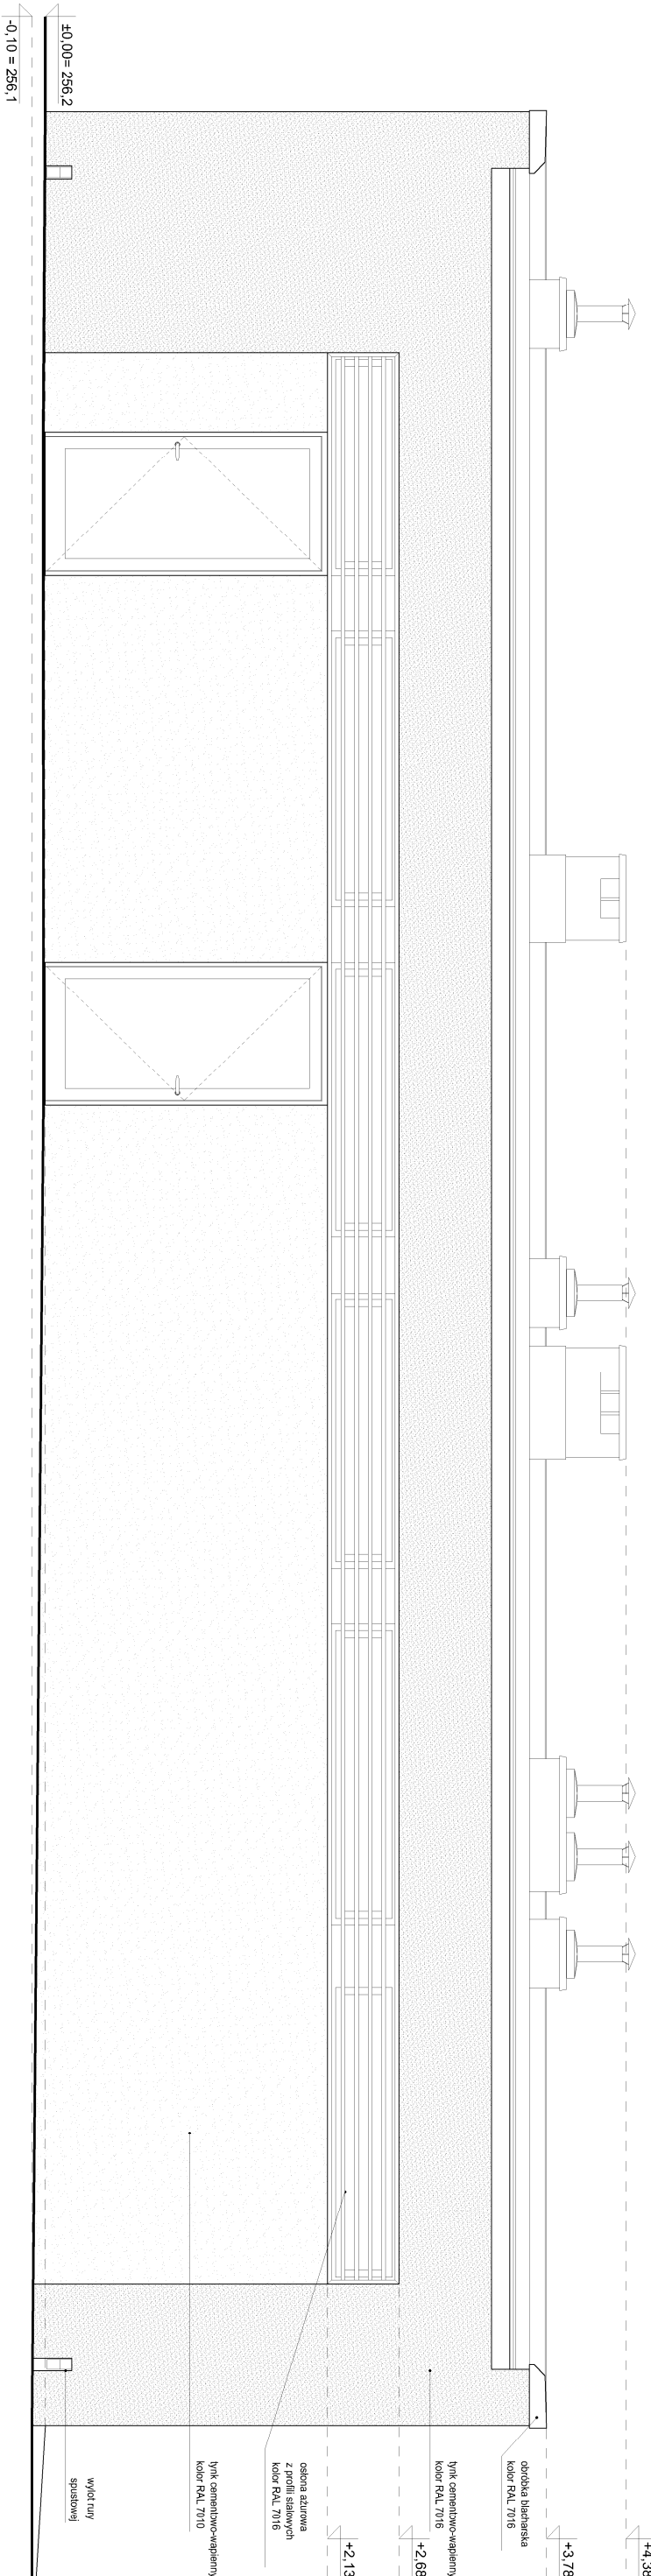 ±0,00= 256,2
-0,10 = 256,1
+4,38
+3,78
+2,68
+2,13
obróbka blacharska
kolor RAL 7016
tynk cementowo-wapienny
kolor RAL 7016
osłona ażurowa
z profili stalowych
kolor RAL 7016
tynk cementowo-wapienny
kolor RAL 7010
wylot rury
spustowej